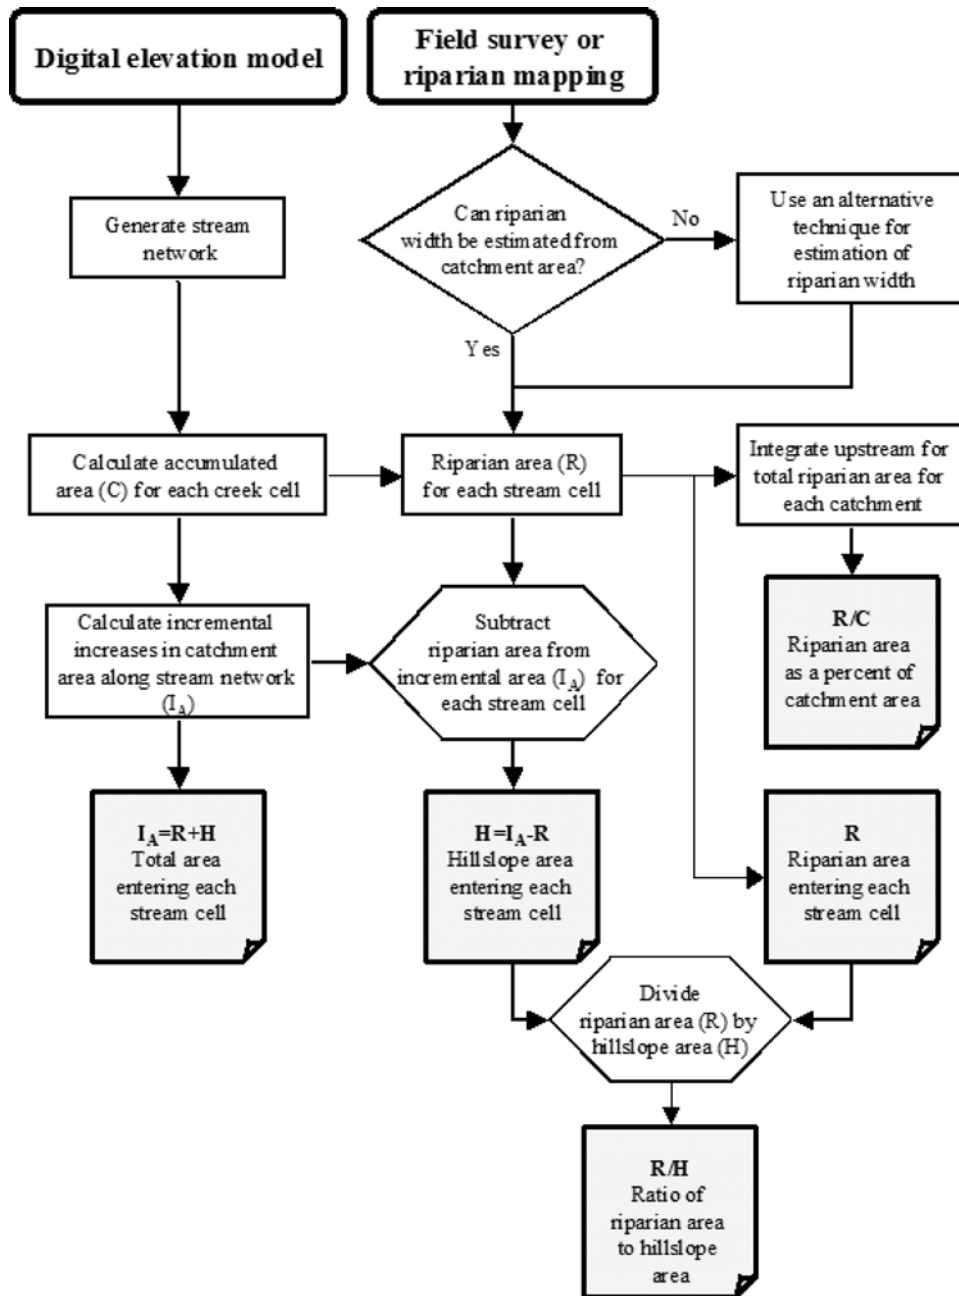 Digital elevation model
Field survey or
riparian mapping
Generate stream
network
Can riparian
width be estimated from
catchment area?
No
Use an alternative
technique for
estimation of
riparian width
Yes
Calculate accumulated
area (C) for each creek cell
Riparian area (R)
for each stream cell
Integrate upstream for
total riparian area for
each catchment
Calculate incremental
increases in catchment
area along stream network
(I_A)
Subtract
riparian area from
incremental area (I_A) for
each stream cell
R/C
Riparian area
as a percent of
catchment area
I_A=R+H
Total area
entering each
stream cell
H=I_A-R
Hillslope area
entering each
stream cell
R
Riparian area
entering each
stream cell
Divide
riparian area (R) by
hillslope area (H)
R/H
Ratio of
riparian area
to hillslope
area